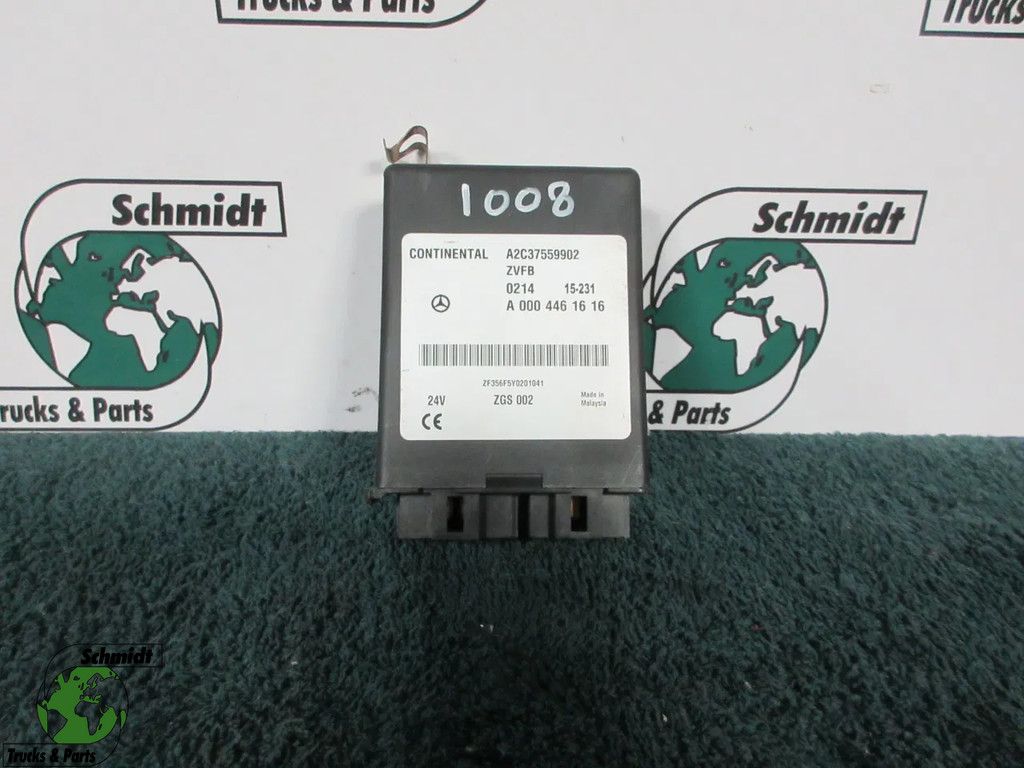 Trucks & Parts
Trucks
Schmidt
Trucks & Parts
Schmidt
Trucks & Parts
1008
CONTINENTAL A2C37559902
ZVFB
0214 15-231
A 000 446 16 16
ZF356F5Y0201041
24V ZGS 002 Made in
Malaysia
CE
Schmidt
Trucks & Parts